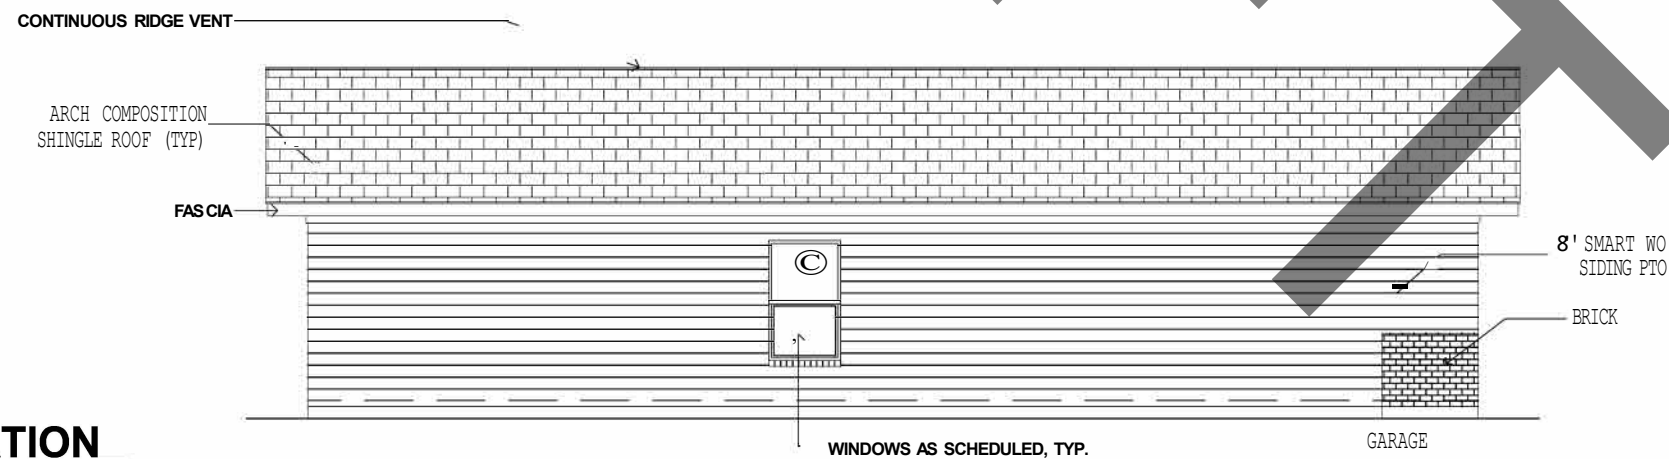 CONTINUOUS RIDGE VENT
ARCH COMPOSITION
SHINGLE ROOF (TYP)
FASCIA
C
8' SMART WO
SIDING PTO
BRICK
GARAGE
WINDOWS AS SCHEDULED, TYP.
ATION